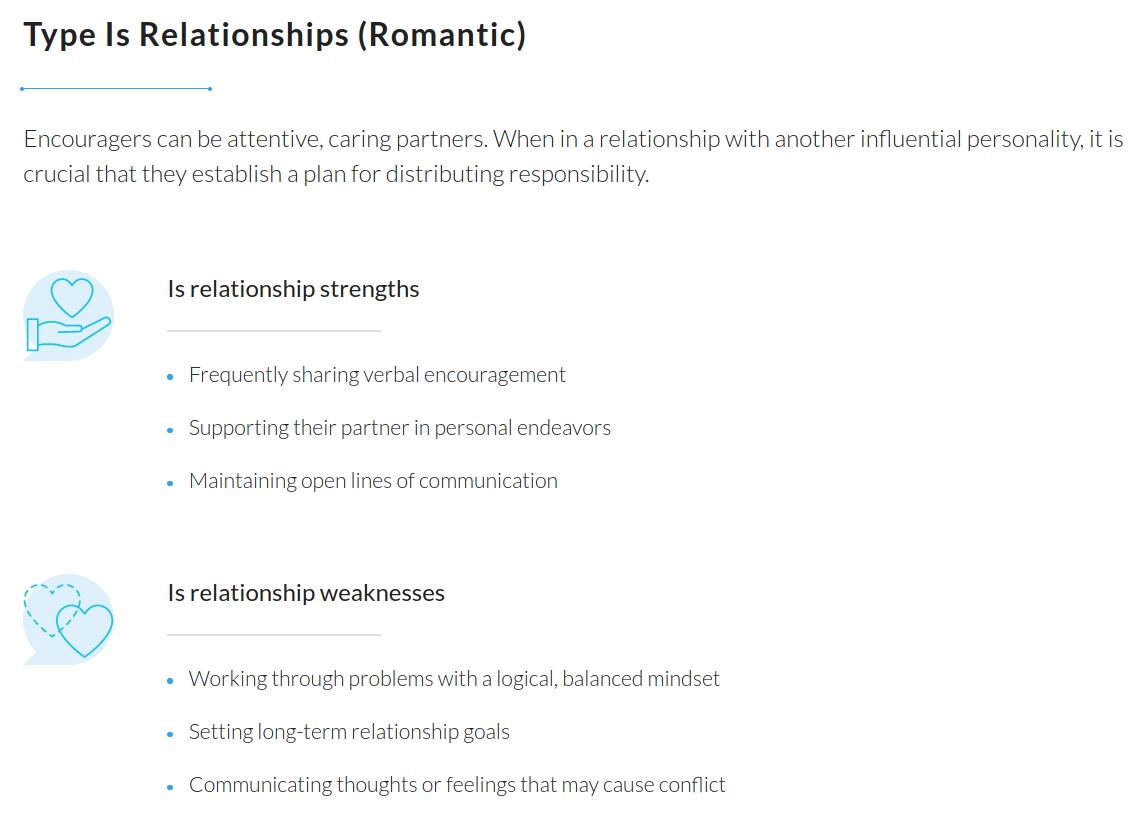 Type Is Relationships (Romantic)
Encouragers can be attentive, caring partners. When in a relationship with another influential personality, it is
crucial that they establish a plan for distributing responsibility.
Is relationship strengths
Frequently sharing verbal encouragement
Supporting their partner in personal endeavors
Maintaining open lines of communication
Is relationship weaknesses
Working through problems with a logical, balanced mindset
Setting long-term relationship goals
Communicating thoughts or feelings that may cause conflict